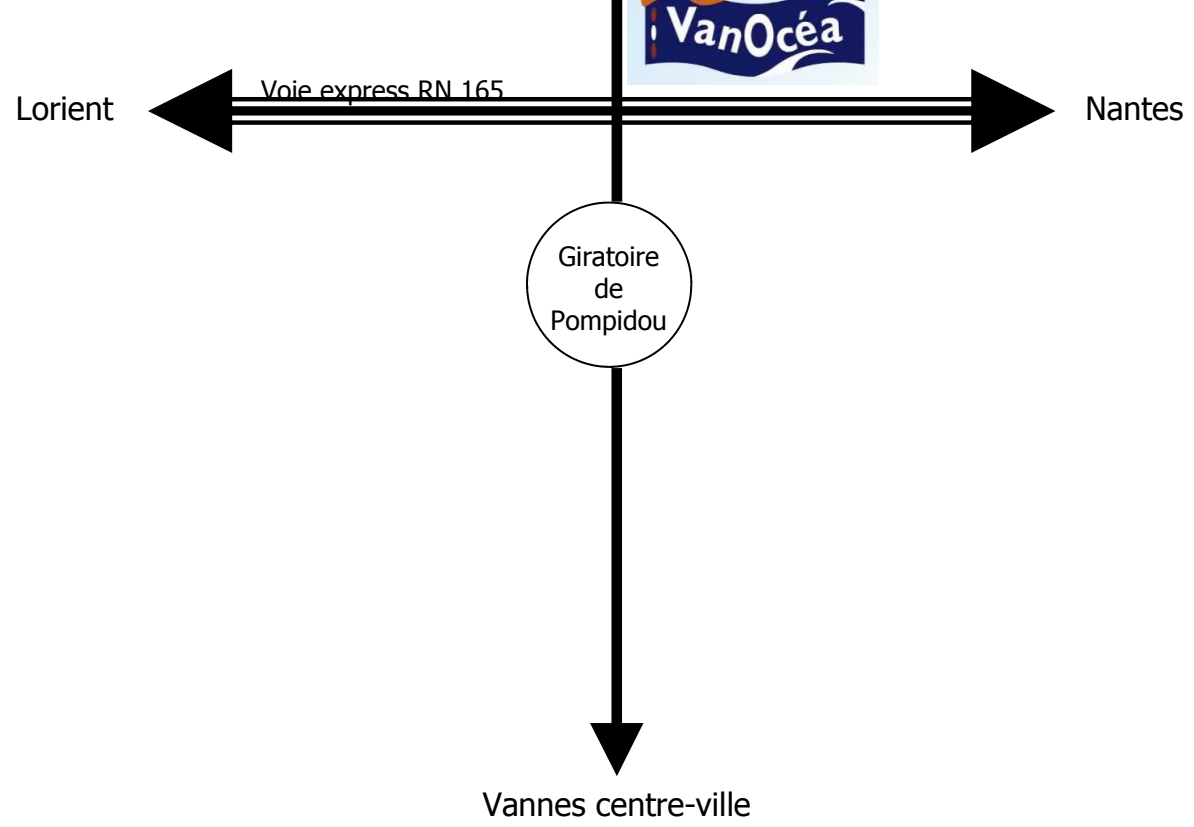 VanOcéa
Voie express RN 165
Lorient
Nantes
Giratoire
de
Pompidou
Vannes centre-ville